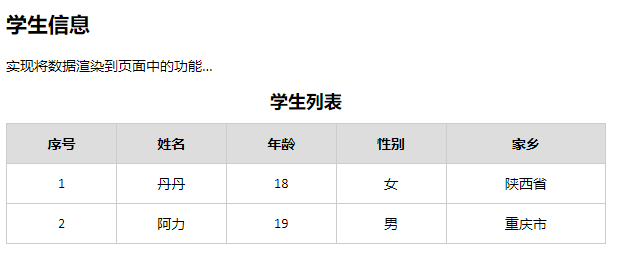 学生信息
实现将数据渲染到页面中的功能...
学生列表
序号 姓名 年龄 性别 家乡
1 丹丹 18 女 陕西省
2 阿力 19 男 重庆市